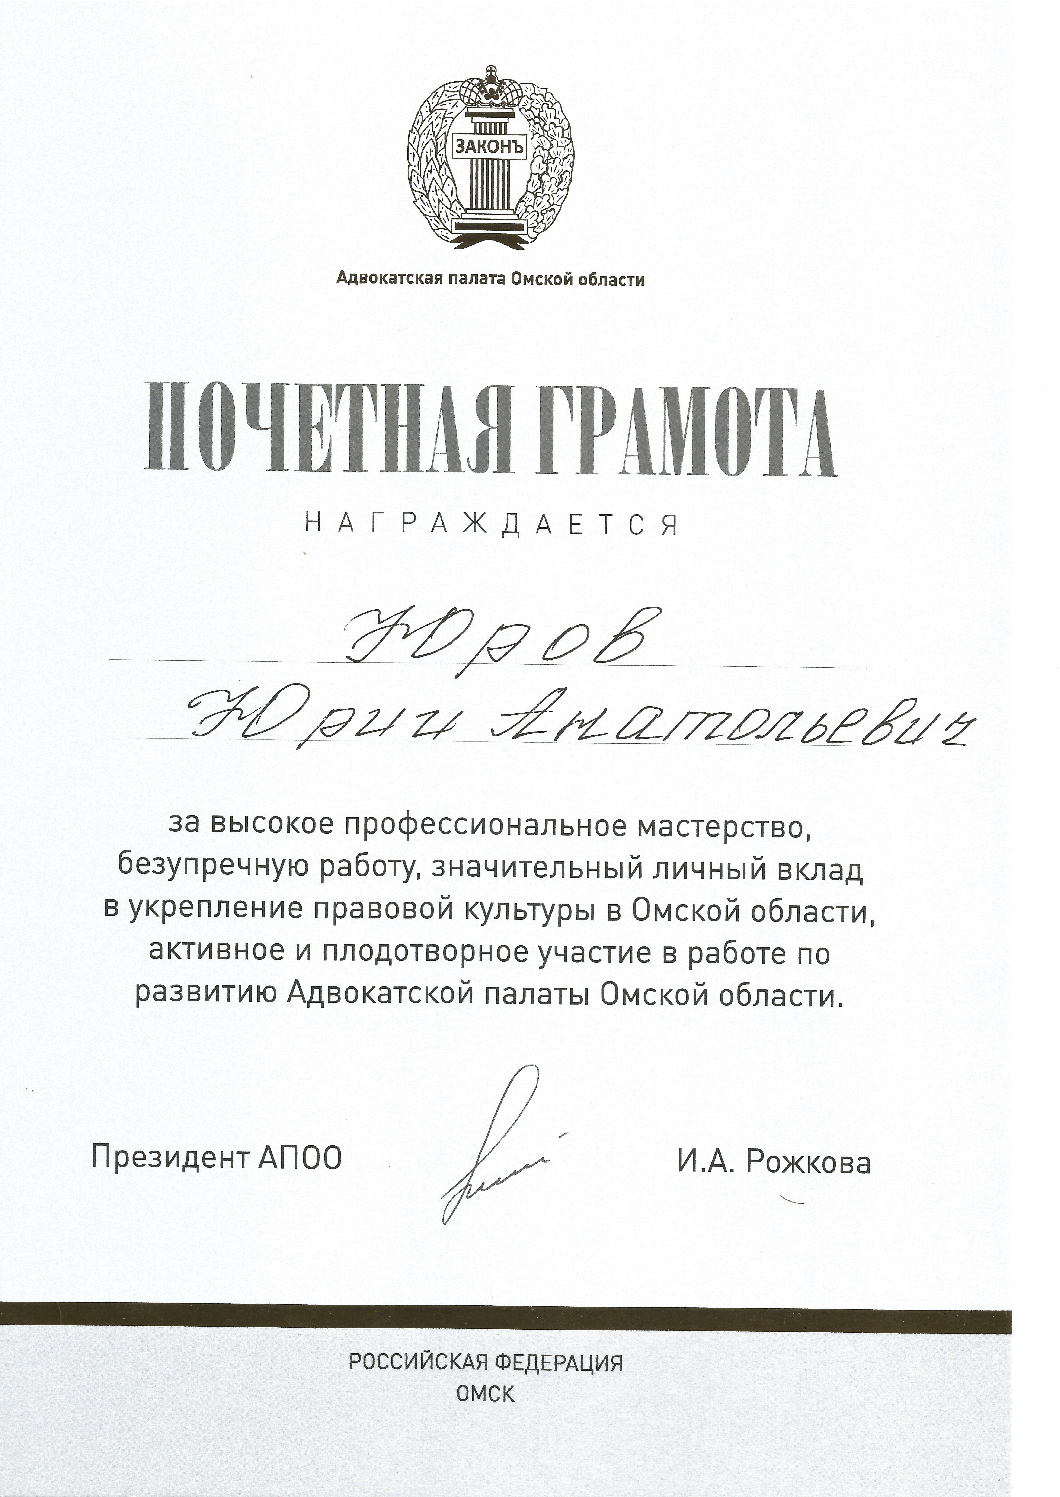 ЗАКОНЪ
Адвокатская палата Омской области
ПОЧЕТНАЯ ГРАМОТА
НАГРАЖДАЕТСЯ
Юров
Юрий Анатольевич
за высокое профессиональное мастерство,
безупречную работу, значительный личный вклад
в укрепление правовой культуры в Омской области,
активное и плодотворное участие в работе по
развитию Адвокатской палаты Омской области.
Президент АПОО И.А. Рожкова
РОССИЙСКАЯ ФЕДЕРАЦИЯ
ОМСК